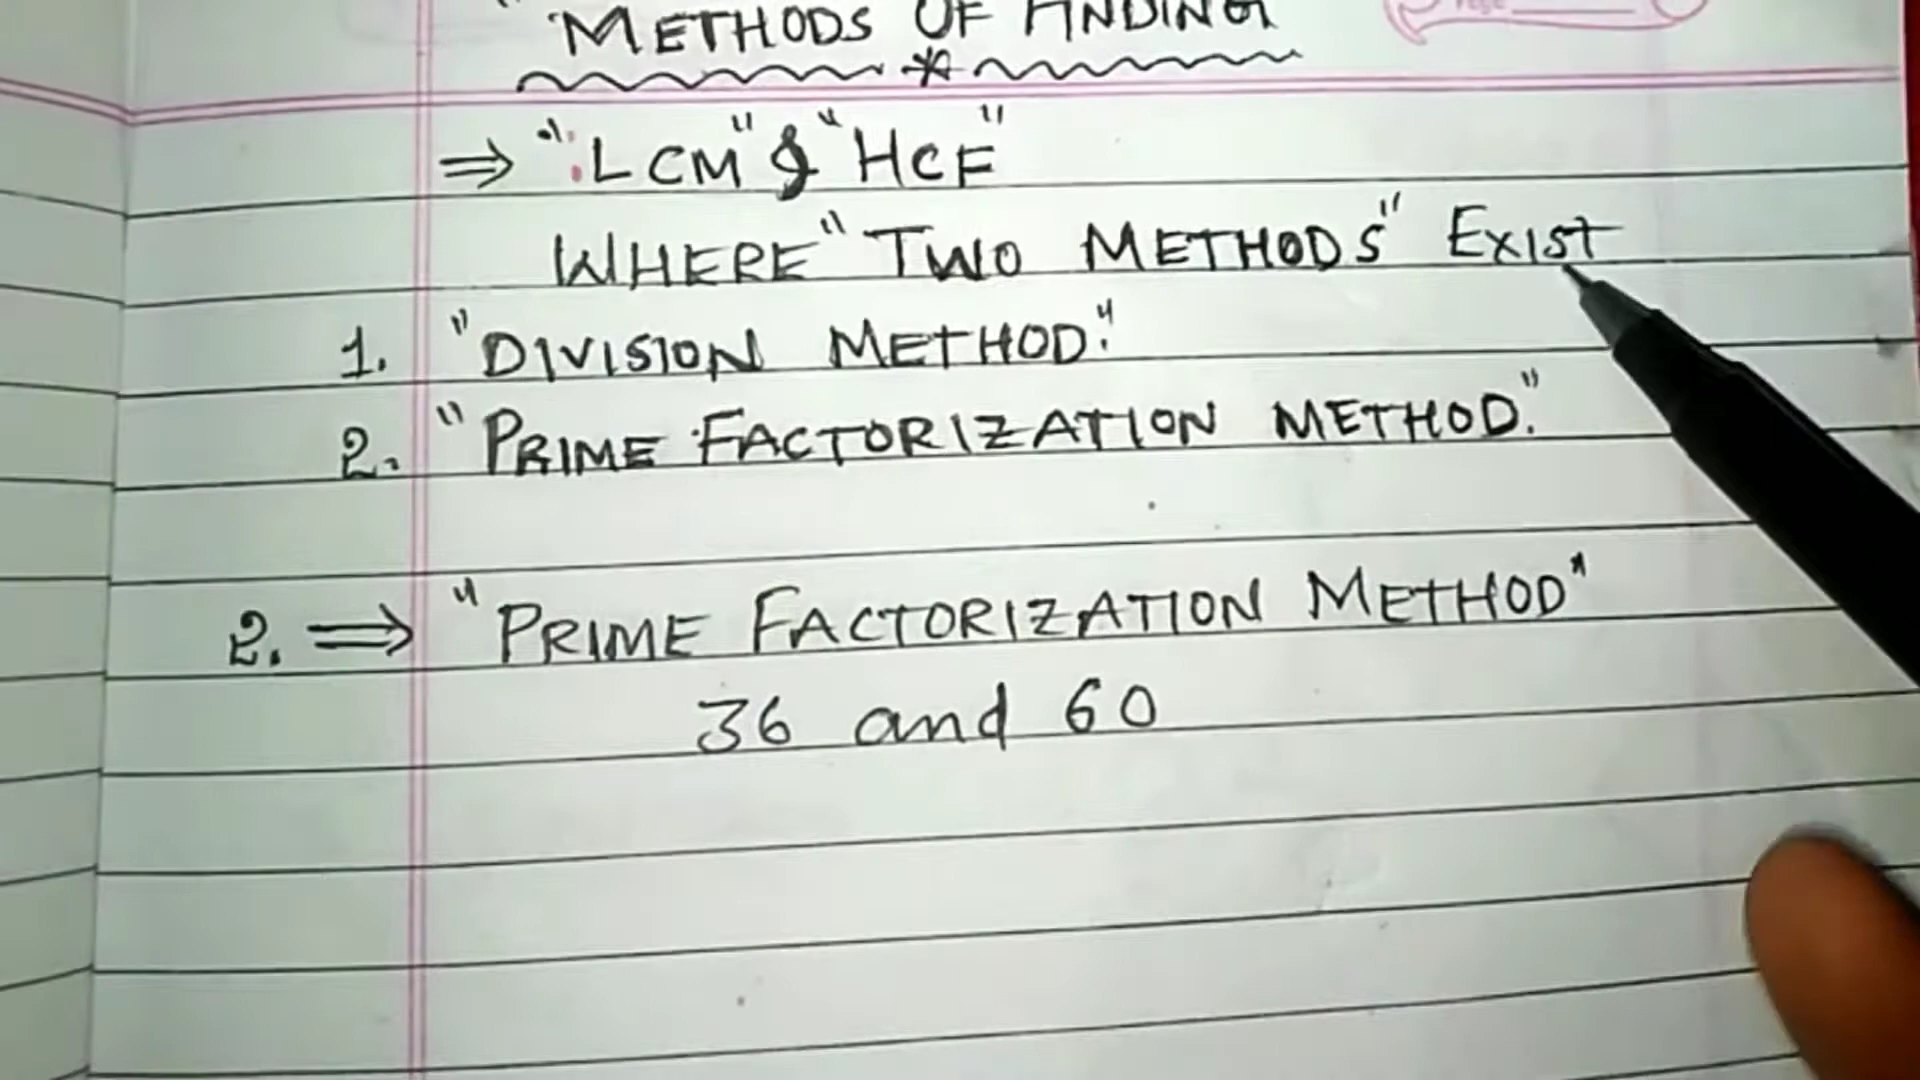 "METHODS OF FINDING
⇒ "LCM" & "HCF"
WHERE "TWO METHODS" EXIST
1. "DIVISION METHOD."
2. "PRIME FACTORIZATION METHOD."
2. ⇒ "PRIME FACTORIZATION METHOD"
36 and 60